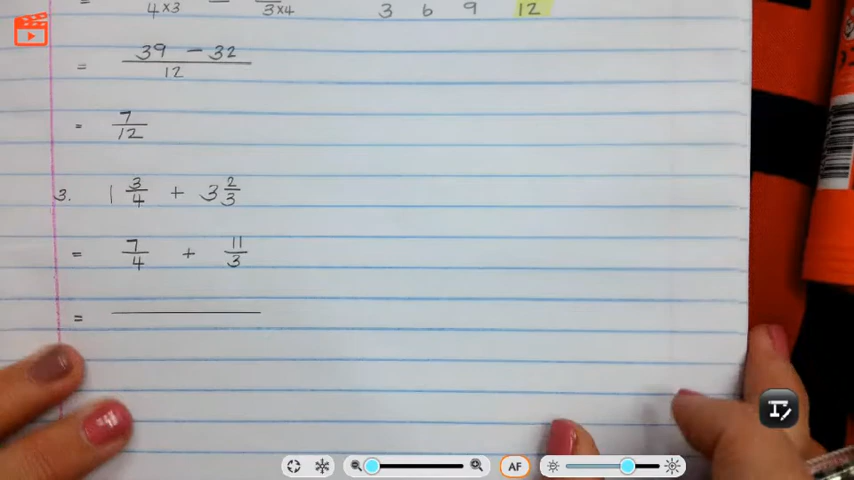 = 4×3 — 3×4 3 6 9 12
= 39 - 32 / 12
= 7/12
3. 1 3/4 + 3 2/3
= 7/4 + 11/3
=
AF